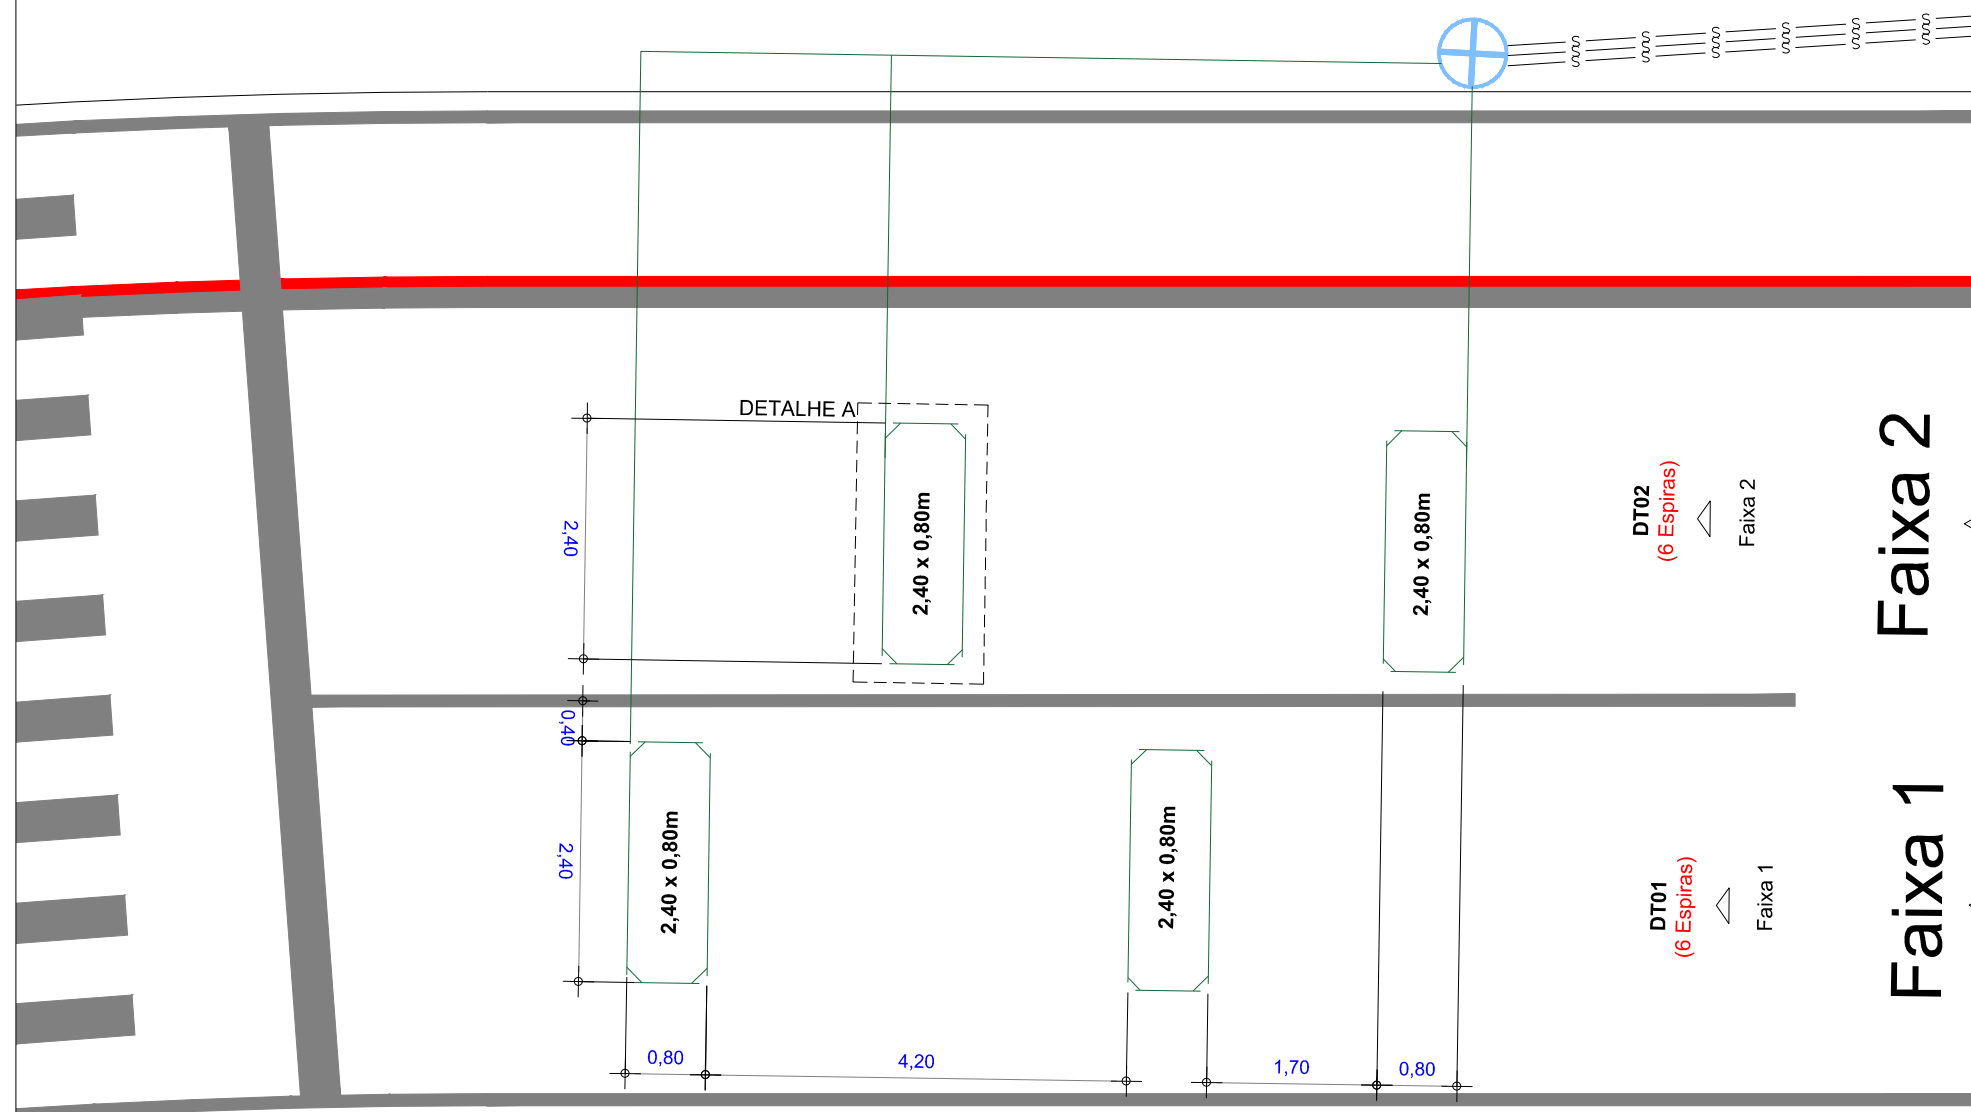 DETALHE A
2,40
2,40 x 0,80m
2,40 x 0,80m
DT02
(6 Espiras)
Faixa 2
Faixa 2
0,40
2,40
2,40 x 0,80m
2,40 x 0,80m
DT01
(6 Espiras)
Faixa 1
Faixa 1
0,80
4,20
1,70
0,80